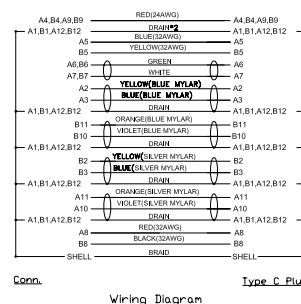 A4,B4,A9,B9 RED(24AWG) A4,B4,A9,B9
A1,B1,A12,B12 DRAIN*2 A1,B1,A12,B12
A5 BLUE(32AWG) A5
B5 YELLOW(32AWG) B5
A6,B6 GREEN A6
A7,B7 WHITE A7
A2 YELLOW(BLUE MYLAR) A2
A3 BLUE(BLUE MYLAR) A3
A1,B1,A12,B12 DRAIN A1,B1,A12,B12
B11 ORANGE(BLUE MYLAR) B11
B10 VIOLET(BLUE MYLAR) B10
A1,B1,A12,B12 DRAIN A1,B1,A12,B12
B2 YELLOW(SILVER MYLAR) B2
B3 BLUE(SILVER MYLAR) B3
A1,B1,A12,B12 DRAIN A1,B1,A12,B12
A11 ORANGE(SILVER MYLAR) A11
A10 VIOLET(SILVER MYLAR) A10
A1,B1,A12,B12 DRAIN A1,B1,A12,B12
A8 RED(32AWG) A8
B8 BLACK(32AWG) B8
SHELL BRAID SHELL
Conn. Type C Plu
Wiring Diagram